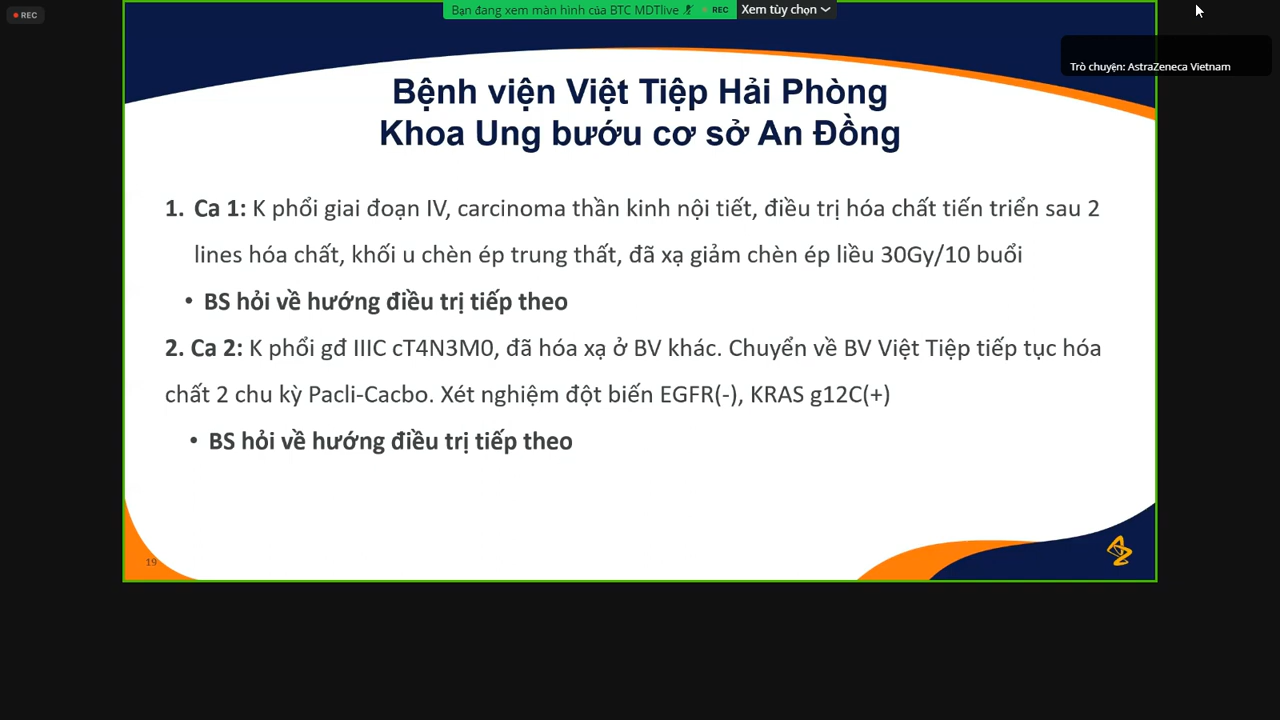 REC
Bạn đang xem màn hình của BTC MDTlive
REC
Xem tùy chọn
Trò chuyện: AstraZeneca Vietnam
Bệnh viện Việt Tiệp Hải Phòng
Khoa Ung bướu cơ sở An Đồng
1. Ca 1: K phổi giai đoạn IV, carcinoma thần kinh nội tiết, điều trị hóa chất tiến triển sau 2
lines hóa chất, khối u chèn ép trung thất, đã xạ giảm chèn ép liều 30Gy/10 buổi
• BS hỏi về hướng điều trị tiếp theo
2. Ca 2: K phổi gđ IIIC cT4N3M0, đã hóa xạ ở BV khác. Chuyển về BV Việt Tiệp tiếp tục hóa
chất 2 chu kỳ Pacli-Cacbo. Xét nghiệm đột biến EGFR(-), KRAS g12C(+)
• BS hỏi về hướng điều trị tiếp theo
19